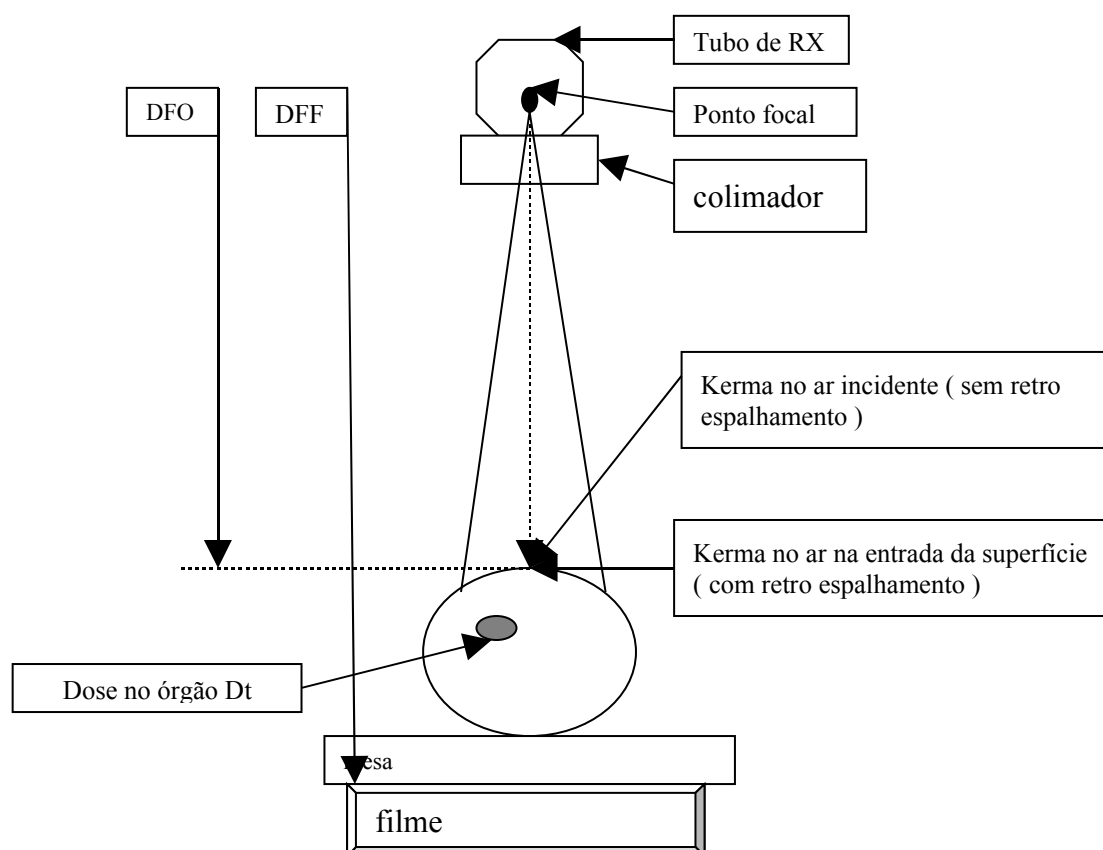 Tubo de RX
DFO
DFF
Ponto focal
colimador
Kerma no ar incidente ( sem retro
espalhamento )
Kerma no ar na entrada da superfície
( com retro espalhamento )
Dose no órgão Dt
filme